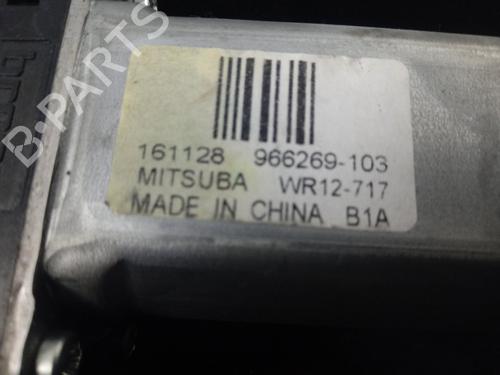 B-PARTS
161128 966269-103
MITSUBA WR12-717
MADE IN CHINA B1A